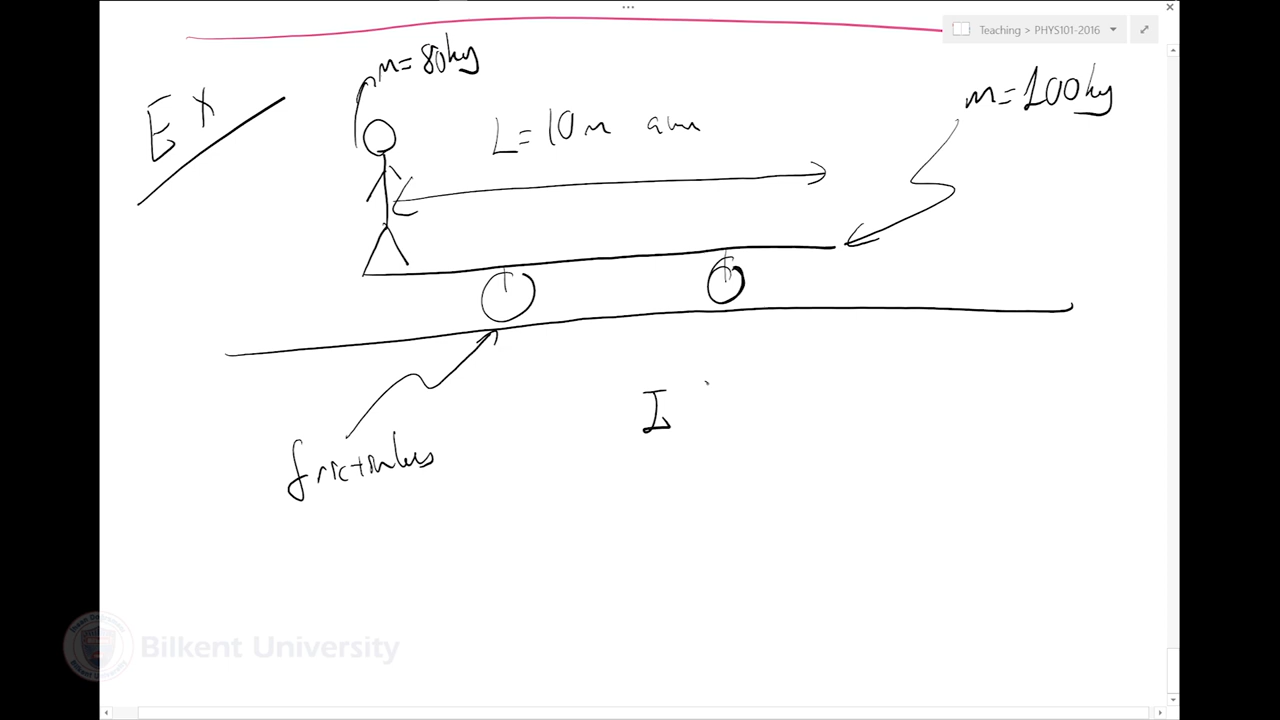 Teaching > PHYS101-2016
Ex
m=80kg
L=10m
m=100kg
frictionless
I
Bilkent University